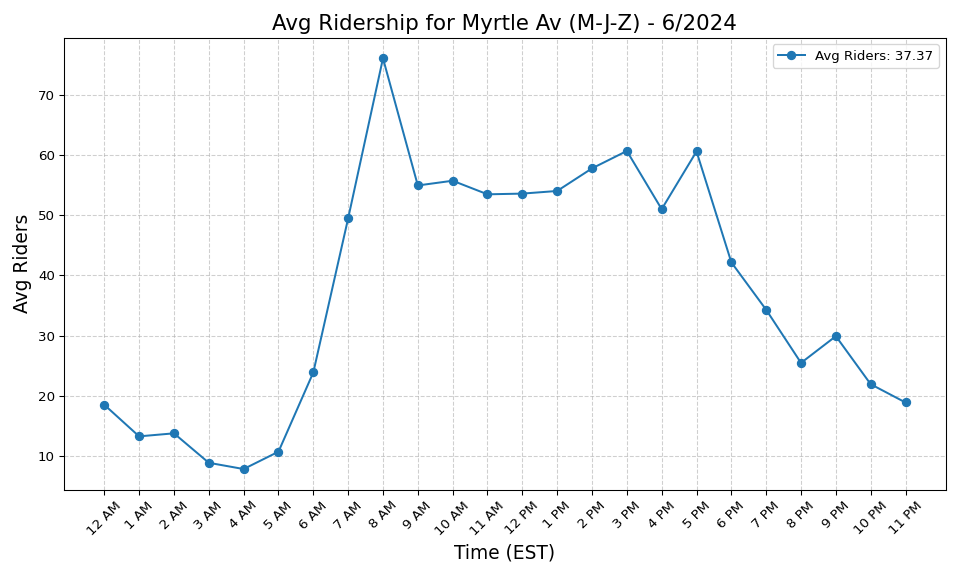 Avg Ridership for Myrtle Av (M-J-Z) - 6/2024
Avg Riders: 37.37
Avg Riders
70
60
50
40
30
20
10
12 AM
1 AM
2 AM
3 AM
4 AM
5 AM
6 AM
7 AM
8 AM
9 AM
10 AM
11 AM
12 PM
1 PM
2 PM
3 PM
4 PM
5 PM
6 PM
7 PM
8 PM
9 PM
10 PM
11 PM
Time (EST)